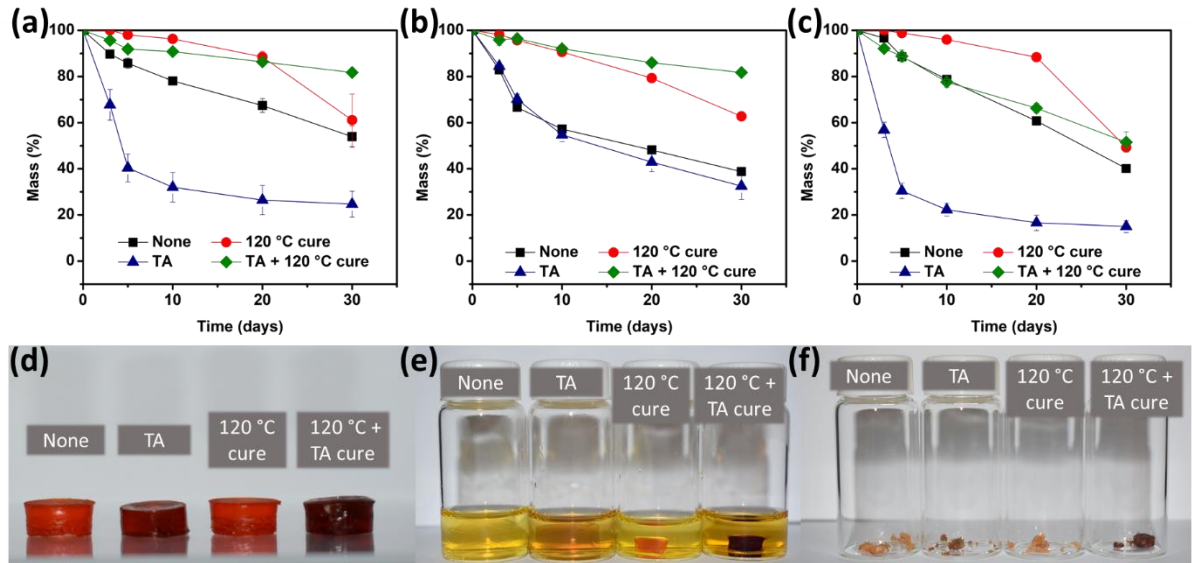 (a)
Mass (%)
100
80
60
40
20
0
None
120 °C cure
TA
TA + 120 °C cure
0
10
20
30
Time (days)
(b)
Mass (%)
100
80
60
40
20
0
None
120 °C cure
TA
TA + 120 °C cure
0
10
20
30
Time (days)
(c)
Mass (%)
100
80
60
40
20
0
None
120 °C cure
TA
TA + 120 °C cure
0
10
20
30
Time (days)
(d)
None
TA
120 °C
cure
120 °C +
TA cure
(e)
None
TA
120 °C
cure
120 °C +
TA cure
(f)
None
TA
120 °C
cure
120 °C +
TA cure